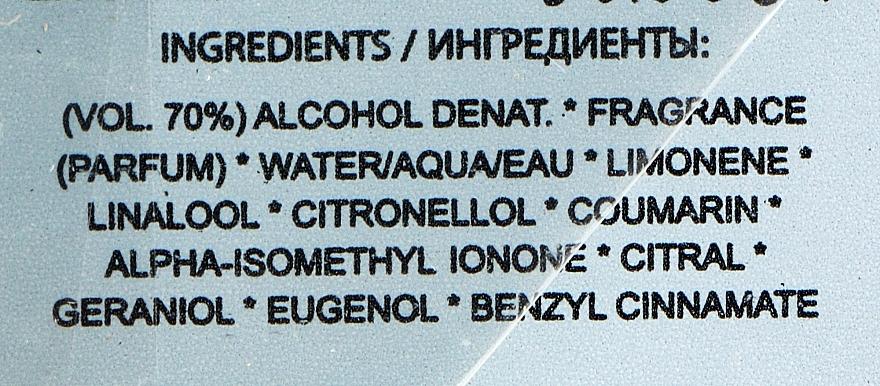 INGREDIENTS / ИНГРЕДИЕНТЫ:
(VOL. 70%) ALCOHOL DENAT. * FRAGRANCE
(PARFUM) * WATER/AQUA/EAU * LIMONENE *
LINALOOL * CITRONELLOL * COUMARIN *
ALPHA-ISOMETHYL IONONE * CITRAL *
GERANIOL * EUGENOL * BENZYL CINNAMATE